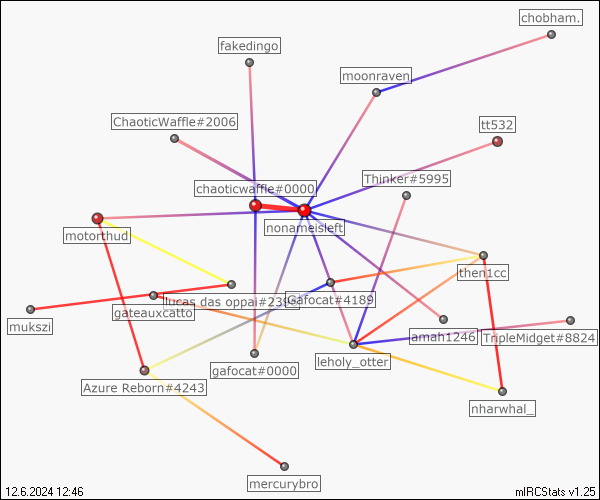 chobham.
fakedingo
moonraven
ChaoticWaffle#2006
tt532
Thinker#5995
chaoticwaffle#0000
nonameisleft
motorthud
then1cc
lucas das oppai#239
Gafocat#4189
gateauxcatto
mukszi
amah1246
TripleMidget#8824
leholy_otter
gafocat#0000
Azure Reborn#4243
nharwhal_
mercurybro
12.6.2024 12:46
mIRCStats v1.25